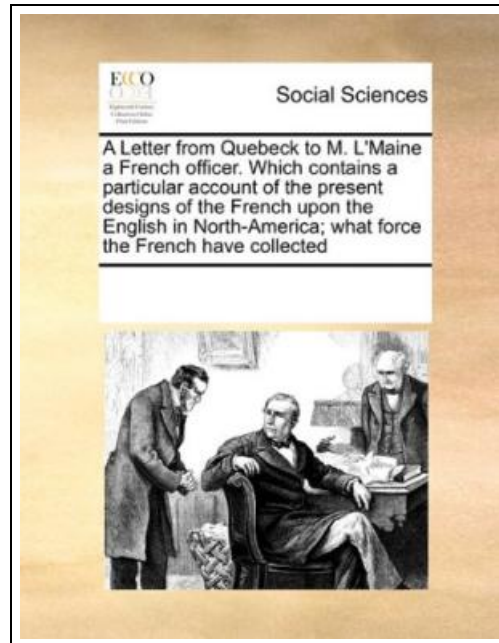 ECCO
Social Sciences
A Letter from Quebeck to M. L'Maine
a French officer. Which contains a
particular account of the present
designs of the French upon the
English in North-America; what force
the French have collected